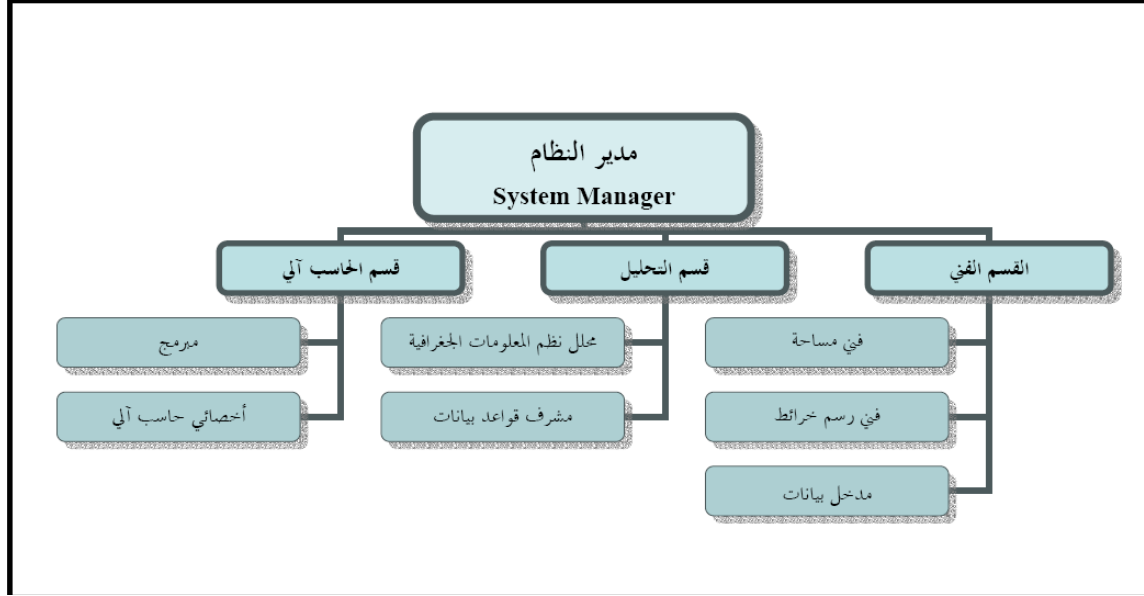 مدير النظام
System Manager
القسم الفني
قسم التحليل
قسم الحاسب آلي
فني مساحة
محلل نظم المعلومات الجغرافية
مبرمج
فني رسم خرائط
مشرف قواعد بيانات
أخصائي حاسب آلي
مدخل بيانات